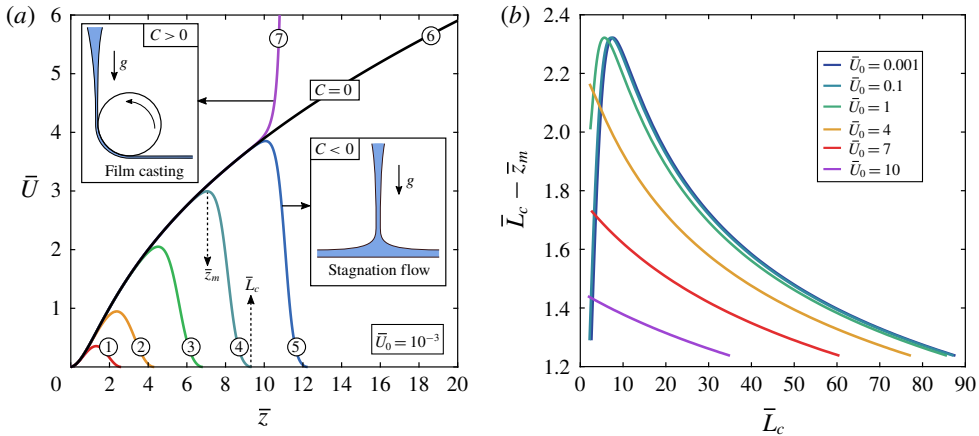 (a)
6
5
4
3
2
1
0
Ū
C > 0
g
Film casting
7
6
C = 0
C < 0
g
Stagnation flow
z̄ₘ
L̄_c
1
2
3
4
5
Ū₀ = 10⁻³
0 2 4 6 8 10 12 14 16 18 20
z̄
(b)
2.4
2.2
2.0
1.8
1.6
1.4
1.2
L̄_c − z̄ₘ
Ū₀ = 0.001
Ū₀ = 0.1
Ū₀ = 1
Ū₀ = 4
Ū₀ = 7
Ū₀ = 10
0 10 20 30 40 50 60 70 80 90
L̄_c